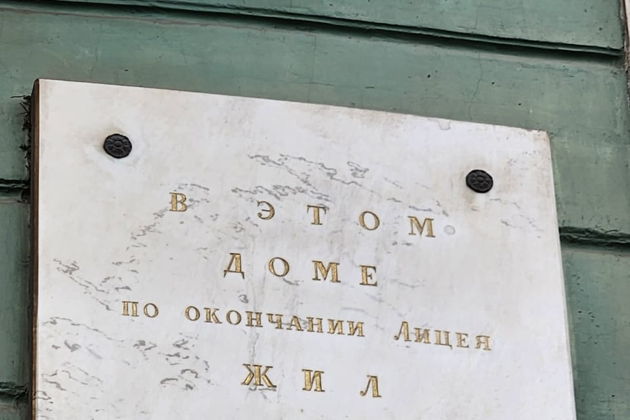 В ЭТОМ
ДОМЕ
ПО ОКОНЧАНИИ ЛИЦЕЯ
ЖИЛ